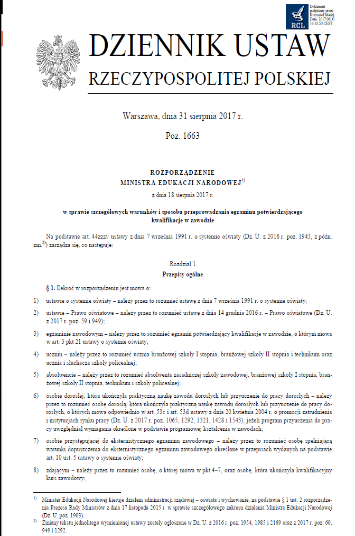 RCL
DZIENNIK USTAW
RZECZYPOSPOLITEJ POLSKIEJ
Warszawa, dnia 31 sierpnia 2017 r.
Poz. 1663
ROZPORZĄDZENIE
MINISTRA EDUKACJI NARODOWEJ1)
z dnia 18 sierpnia 2017 r.
w sprawie szczegółowych warunków i sposobu przeprowadzania egzaminu potwierdzającego
kwalifikacje w zawodzie
Na podstawie art. 44zzzv ustawy z dnia 7 września 1991 r. o systemie oświaty (Dz. U. z 2016 r. poz. 1943, z późn.
zm.2)) zarządza się, co następuje:
Rozdział 1
Przepisy ogólne
§ 1. Ilekroć w rozporządzeniu jest mowa o:
1) ustawie o systemie oświaty – należy przez to rozumieć ustawę z dnia 7 września 1991 r. o systemie oświaty;
2) ustawie – Prawo oświatowe – należy przez to rozumieć ustawę z dnia 14 grudnia 2016 r. – Prawo oświatowe (Dz. U.
z 2017 r. poz. 59 i 949);
3) egzaminie zawodowym – należy przez to rozumieć egzamin potwierdzający kwalifikacje w zawodzie, o którym mowa
w art. 3 pkt 21 ustawy o systemie oświaty;
4) uczniu – należy przez to rozumieć ucznia branżowej szkoły I stopnia, branżowej szkoły II stopnia i technikum oraz
ucznia i słuchacza szkoły policealnej;
5) absolwencie – należy przez to rozumieć absolwenta zasadniczej szkoły zawodowej, branżowej szkoły I stopnia, bran-
żowej szkoły II stopnia, technikum i szkoły policealnej;
6) osobie dorosłej, która ukończyła praktyczną naukę zawodu dorosłych lub przyuczenie do pracy dorosłych – należy
przez to rozumieć osobę dorosłą, która ukończyła praktyczną naukę zawodu dorosłych lub przyuczenie do pracy do-
rosłych, o których mowa odpowiednio w art. 53c i art. 53d ustawy z dnia 20 kwietnia 2004 r. o promocji zatrudnienia
i instytucjach rynku pracy (Dz. U. z 2017 r. poz. 1065, 1292, 1321, 1428 i 1543), jeżeli program przyuczenia do pra-
cy uwzględniał wymagania określone w podstawie programowej kształcenia w zawodach;
7) osobie przystępującej do eksternistycznego egzaminu zawodowego – należy przez to rozumieć osobę spełniającą
warunki dopuszczenia do eksternistycznego egzaminu zawodowego określone w przepisach wydanych na podstawie
art. 10 ust. 5 ustawy o systemie oświaty;
8) zdającym – należy przez to rozumieć osobę, o której mowa w pkt 4–7, oraz osobę, która ukończyła kwalifikacyjny
kurs zawodowy;
1) Minister Edukacji Narodowej kieruje działem administracji rządowej – oświata i wychowanie, na podstawie § 1 ust. 2 rozporządze-
nia Prezesa Rady Ministrów z dnia 17 listopada 2015 r. w sprawie szczegółowego zakresu działania Ministra Edukacji Narodowej
(Dz. U. poz. 1903).
2) Zmiany tekstu jednolitego wymienionej ustawy zostały ogłoszone w Dz. U. z 2016 r. poz. 1954, 1985 i 2169 oraz z 2017 r. poz. 60,
949 i 1292.